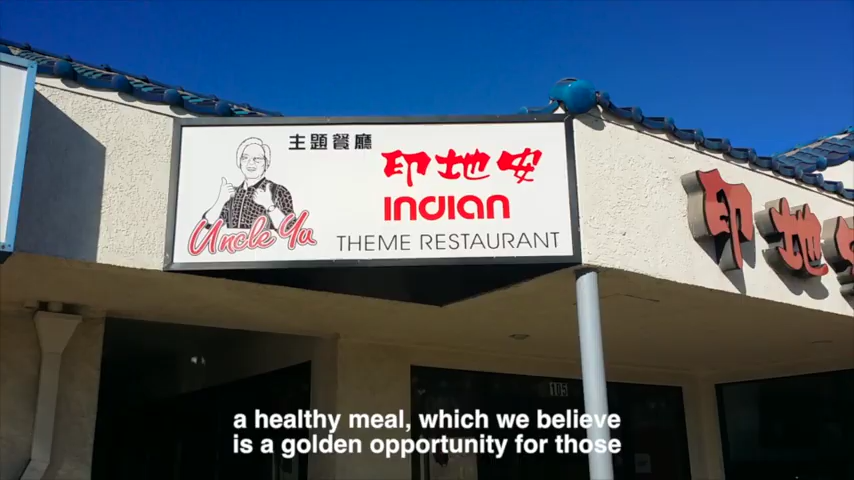 主題餐廳
印地安
INDIAN
Uncle Yu
THEME RESTAURANT
印地
105
a healthy meal, which we believe
is a golden opportunity for those